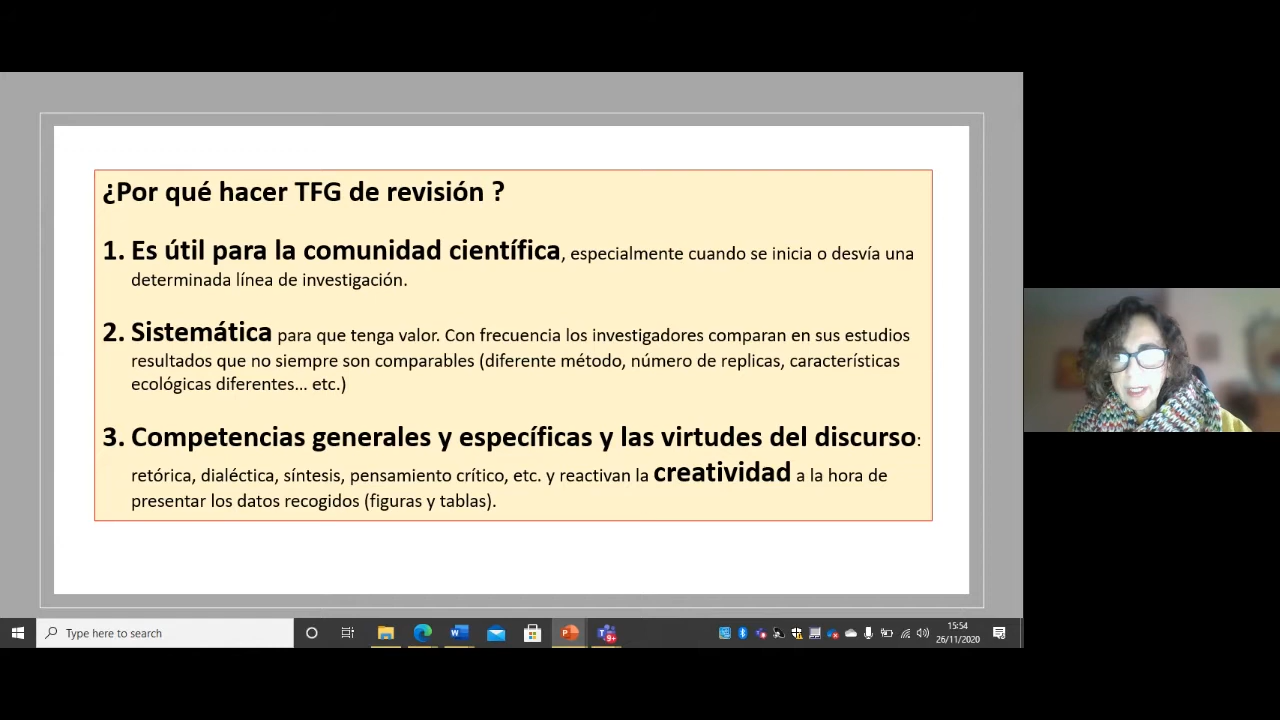 ¿Por qué hacer TFG de revisión ?
1. Es útil para la comunidad científica, especialmente cuando se inicia o desvía una
determinada línea de investigación.
2. Sistemática para que tenga valor. Con frecuencia los investigadores comparan en sus estudios
resultados que no siempre son comparables (diferente método, número de replicas, características
ecológicas diferentes... etc.)
3. Competencias generales y específicas y las virtudes del discurso:
retórica, dialéctica, síntesis, pensamiento crítico, etc. y reactivan la creatividad a la hora de
presentar los datos recogidos (figuras y tablas).
Type here to search
9+
15:54
26/11/2020